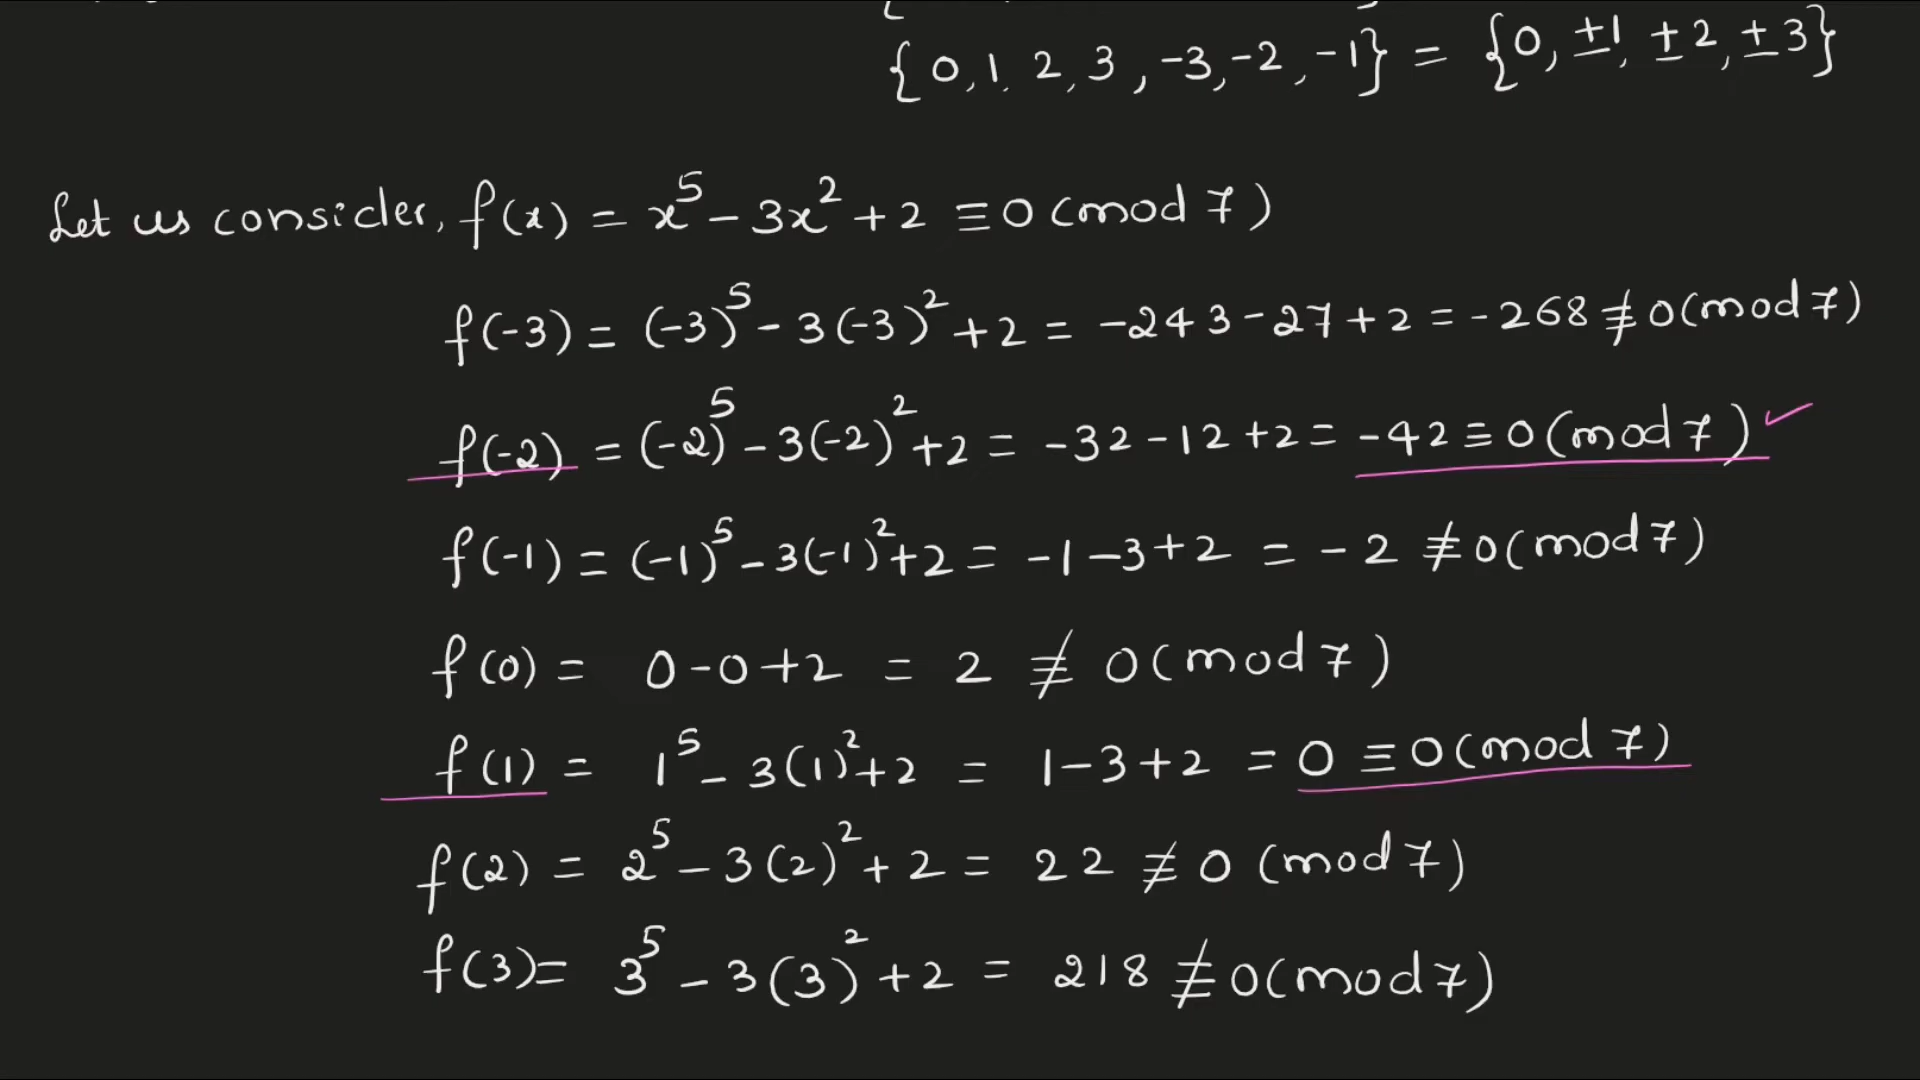 {0, 1, 2, 3, -3, -2, -1} = {0, ±1, ±2, ±3}
Let us consider, f(x) = x⁵ - 3x² + 2 ≡ 0 (mod 7)
f(-3) = (-3)⁵ - 3(-3)² + 2 = -243 - 27 + 2 = -268 ≢ 0 (mod 7)
f(-2) = (-2)⁵ - 3(-2)² + 2 = -32 - 12 + 2 = -42 ≡ 0 (mod 7) ✓
f(-1) = (-1)⁵ - 3(-1)² + 2 = -1 - 3 + 2 = -2 ≢ 0 (mod 7)
f(0) = 0 - 0 + 2 = 2 ≢ 0 (mod 7)
f(1) = 1⁵ - 3(1)² + 2 = 1 - 3 + 2 = 0 ≡ 0 (mod 7)
f(2) = 2⁵ - 3(2)² + 2 = 22 ≢ 0 (mod 7)
f(3) = 3⁵ - 3(3)² + 2 = 218 ≢ 0 (mod 7)